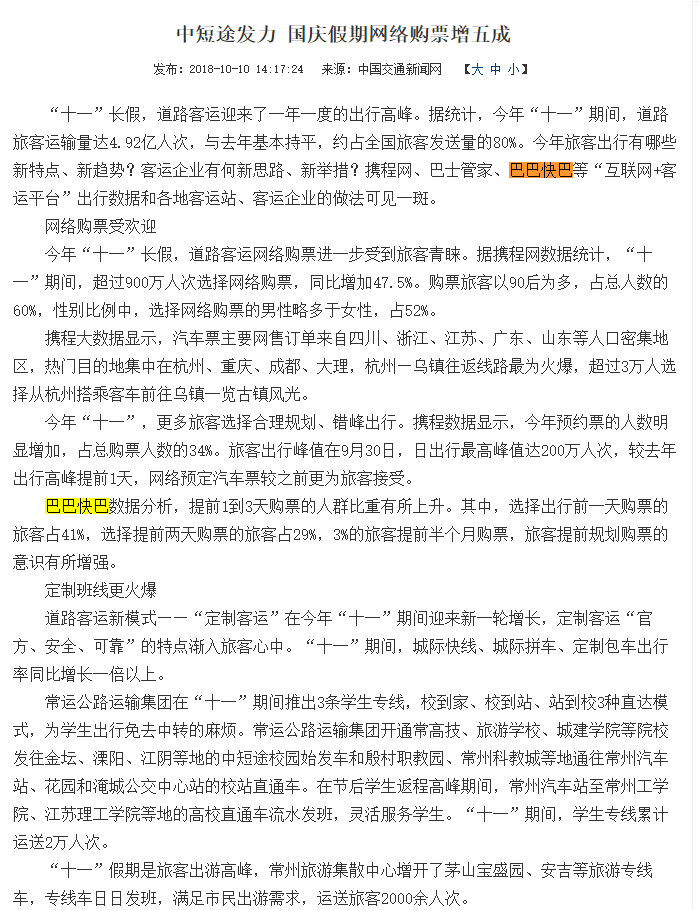 中短途发力 国庆假期网络购票增五成
发布：2018-10-10 14:17:24 来源：中国交通新闻网 【大 中 小】
“十一”长假，道路客运迎来了一年一度的出行高峰。据统计，今年“十一”期间，道路
旅客运输量达4.92亿人次，与去年基本持平，约占全国旅客发送量的80%。今年旅客出行有哪些
新特点、新趋势？客运企业有何新思路、新举措？携程网、巴士管家、巴巴快巴等“互联网+客
运平台”出行数据和各地客运站、客运企业的做法可见一斑。
网络购票受欢迎
今年“十一”长假，道路客运网络购票进一步受到旅客青睐。据携程网数据统计，“十
一”期间，超过900万人次选择网络购票，同比增加47.5%。购票旅客以90后为多，占总人数的
60%，性别比例中，选择网络购票的男性略多于女性，占52%。
携程大数据显示，汽车票主要网售订单来自四川、浙江、江苏、广东、山东等人口密集地
区，热门目的地集中在杭州、重庆、成都、大理，杭州—乌镇往返线路最为火爆，超过3万人选
择从杭州搭乘客车前往乌镇一览古镇风光。
今年“十一”，更多旅客选择合理规划、错峰出行。携程数据显示，今年预约票的人数明
显增加，占总购票人数的34%。旅客出行峰值在9月30日，日出行最高峰值达200万人次，较去年
出行高峰提前1天，网络预定汽车票较之前更为旅客接受。
巴巴快巴数据分析，提前1到3天购票的人群比重有所上升。其中，选择出行前一天购票的
旅客占41%，选择提前两天购票的旅客占29%，3%的旅客提前半个月购票，旅客提前规划购票的
意识有所增强。
定制班线更火爆
道路客运新模式——“定制客运”在今年“十一”期间迎来新一轮增长，定制客运“官
方、安全、可靠”的特点渐入旅客心中。“十一”期间，城际快线、城际拼车、定制包车出行
率同比增长一倍以上。
常运公路运输集团在“十一”期间推出3条学生专线，校到家、校到站、站到校3种直达模
式，为学生出行免去中转的麻烦。常运公路运输集团开通常高技、旅游学校、城建学院等院校
发往金坛、溧阳、江阴等地的中短途校园始发车和殷村职教园、常州科教城等地通往常州汽车
站、花园和淹城公交中心站的校站直通车。在节后学生返程高峰期间，常州汽车站至常州工学
院、江苏理工学院等地的高校直通车流水发班，灵活服务学生。“十一”期间，学生专线累计
运送2万人次。
“十一”假期是旅客出游高峰，常州旅游集散中心增开了茅山宝盛园、安吉等旅游专线
车，专线车日日发班，满足市民出游需求，运送旅客2000余人次。